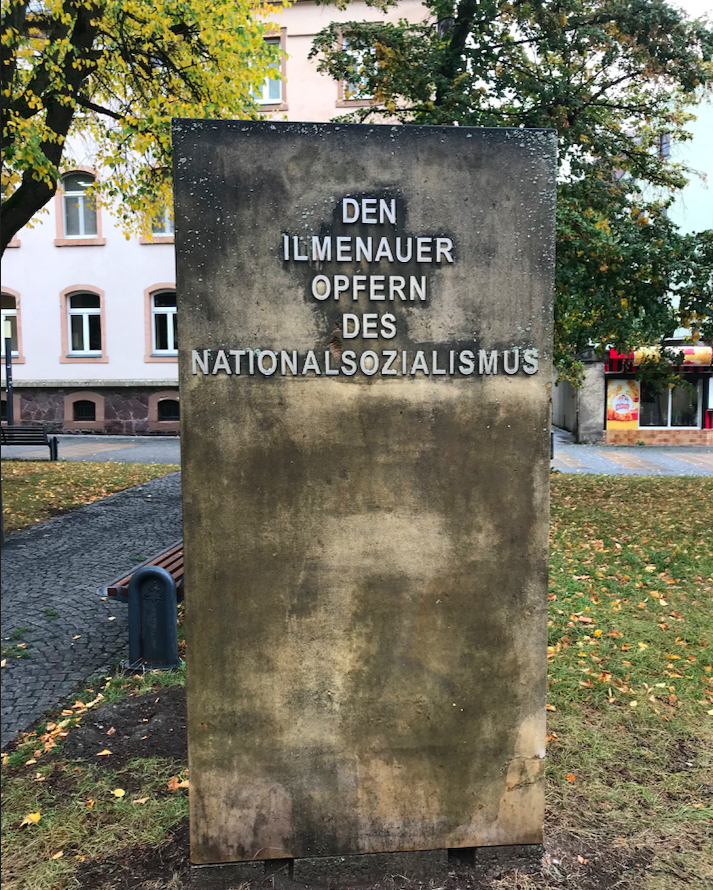 DEN
ILMENAUER
OPFERN
DES
NATIONALSOZIALISMUS